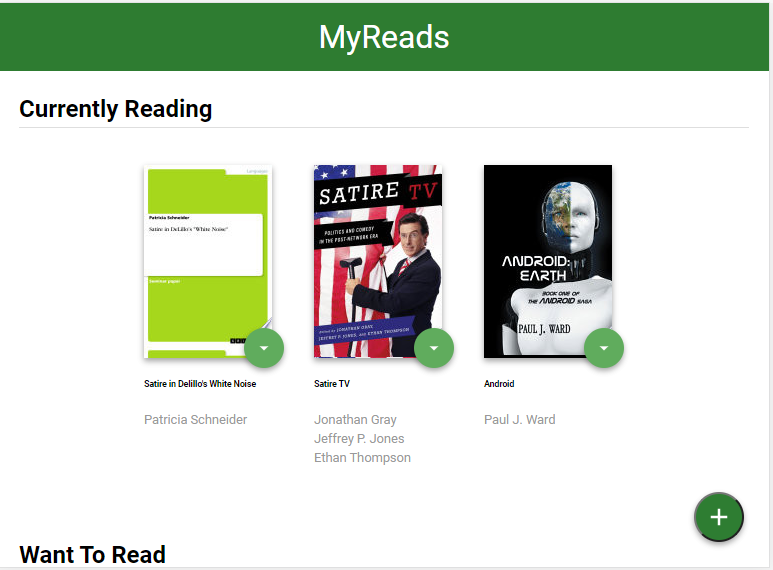 MyReads
Currently Reading
Patricia Schneider
Satire in DeLillo's "White Noise"
Seminar paper
SATIRE TV
POLITICS AND COMEDY
IN THE POST-NETWORK ERA
JONATHAN GRAY,
JEFFREY P. JONES, AND ETHAN THOMPSON
ANDROID:
EARTH
BOOK ONE OF
THE ANDROID SAGA
PAUL J. WARD
Satire in Delillo's White Noise
Patricia Schneider
Satire TV
Jonathan Gray
Jeffrey P. Jones
Ethan Thompson
Android
Paul J. Ward
+
Want To Read